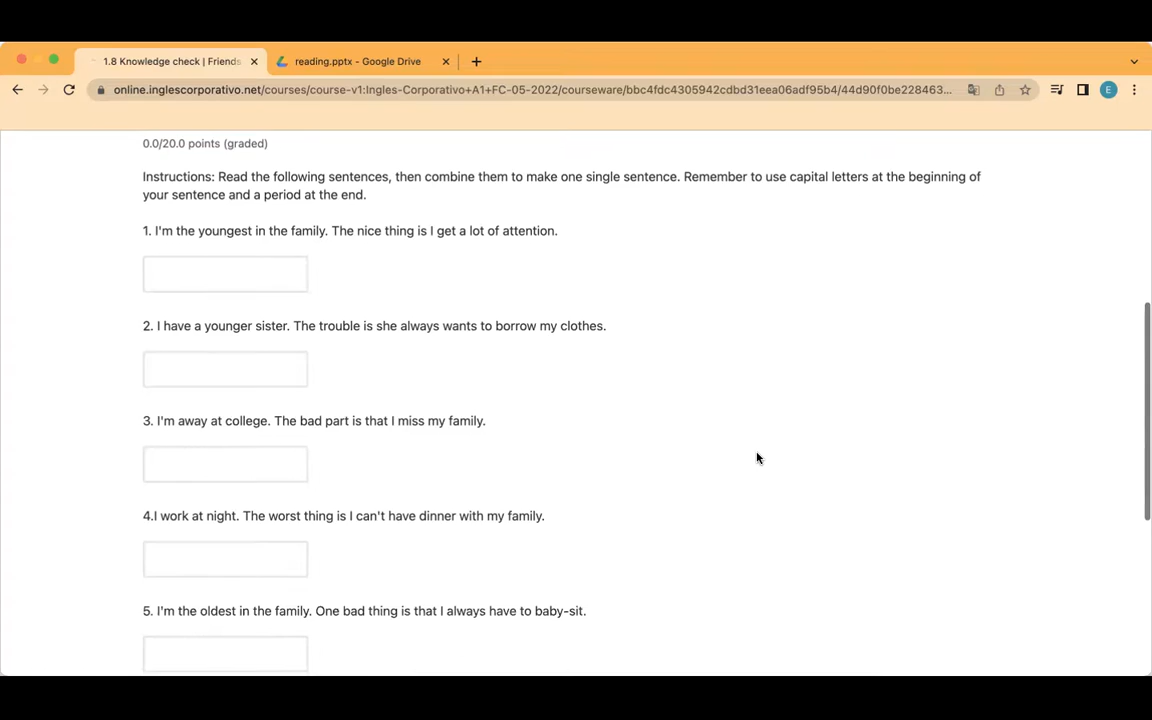 1.8 Knowledge check | Friends
reading.pptx - Google Drive
online.inglescorporativo.net/courses/course-v1:Ingles-Corporativo+A1+FC-05-2022/courseware/bbc4fdc4305942cdbd31eea06adf95b4/44d90f0be228463...
E
0.0/20.0 points (graded)
Instructions: Read the following sentences, then combine them to make one single sentence. Remember to use capital letters at the beginning of
your sentence and a period at the end.
1. I'm the youngest in the family. The nice thing is I get a lot of attention.
2. I have a younger sister. The trouble is she always wants to borrow my clothes.
3. I'm away at college. The bad part is that I miss my family.
4.I work at night. The worst thing is I can't have dinner with my family.
5. I'm the oldest in the family. One bad thing is that I always have to baby-sit.